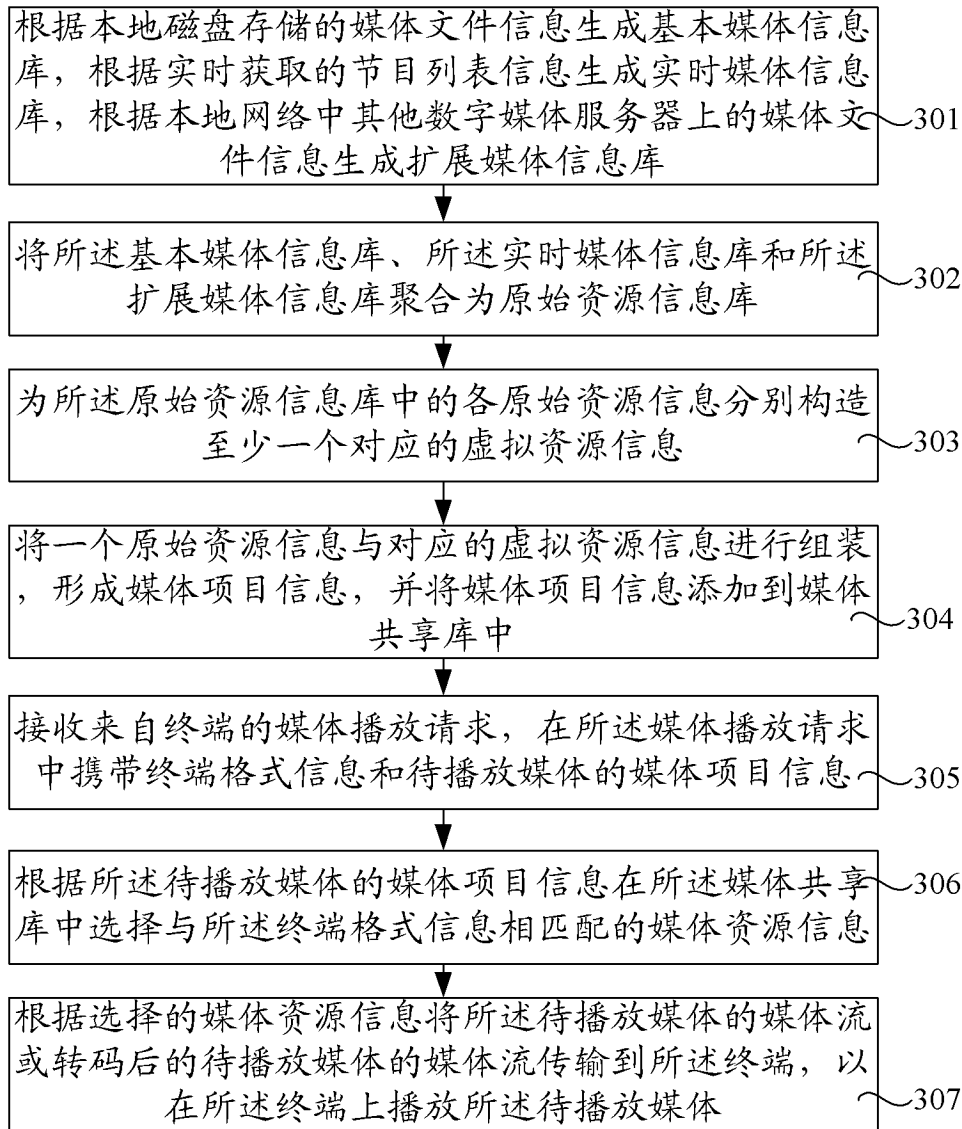 根据本地磁盘存储的媒体文件信息生成基本媒体信息
库，根据实时获取的节目列表信息生成实时媒体信息
库，根据本地网络中其他数字媒体服务器上的媒体文
件信息生成扩展媒体信息库
301
将所述基本媒体信息库、所述实时媒体信息库和所述
扩展媒体信息库聚合为原始资源信息库
302
为所述原始资源信息库中的各原始资源信息分别构造
至少一个对应的虚拟资源信息
303
将一个原始资源信息与对应的虚拟资源信息进行组装
，形成媒体项目信息，并将媒体项目信息添加到媒体
共享库中
304
接收来自终端的媒体播放请求，在所述媒体播放请求
中携带终端格式信息和待播放媒体的媒体项目信息
305
根据所述待播放媒体的媒体项目信息在所述媒体共享
库中选择与所述终端格式信息相匹配的媒体资源信息
306
根据选择的媒体资源信息将所述待播放媒体的媒体流
或转码后的待播放媒体的媒体流传输到所述终端，以
在所述终端上播放所述待播放媒体
307